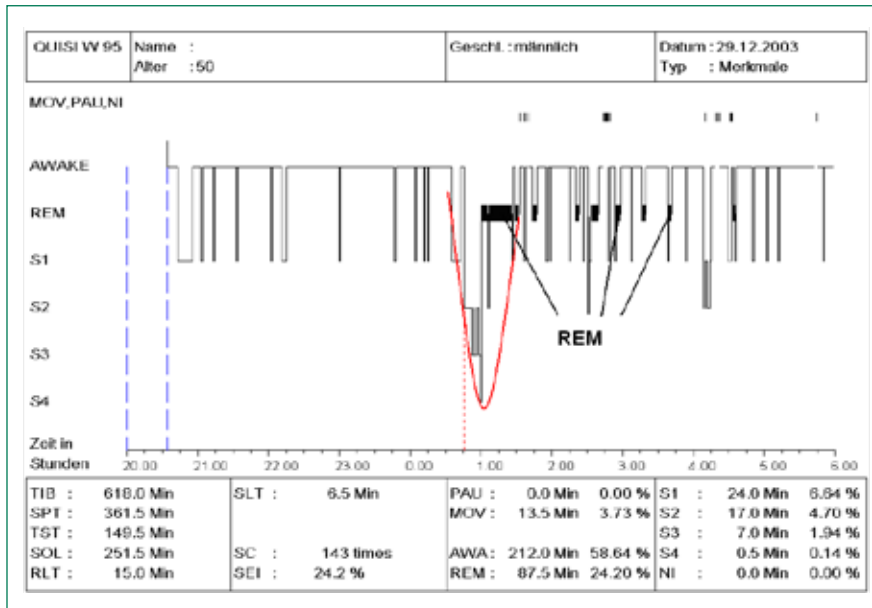 QUISI W 95 Name : Geschl. : männlich Datum : 29.12.2003
Alter : 50 Typ : Merkmale
MOV,PAU,NI
AWAKE
REM
S1
S2
S3
S4
REM
Zeit in
Stunden 20.00 21.00 22.00 23.00 0.00 1.00 2.00 3.00 4.00 5.00 6.00
TIB : 618.0 Min SLT : 6.5 Min PAU : 0.0 Min 0.00 % S1 : 24.0 Min 6.64 %
SPT : 361.5 Min MOV : 13.5 Min 3.73 % S2 : 17.0 Min 4.70 %
TST : 149.5 Min S3 : 7.0 Min 1.94 %
SOL : 251.5 Min SC : 143 times AWA : 212.0 Min 58.64 % S4 : 0.5 Min 0.14 %
RLT : 15.0 Min SEI : 24.2 % REM : 87.5 Min 24.20 % NI : 0.0 Min 0.00 %